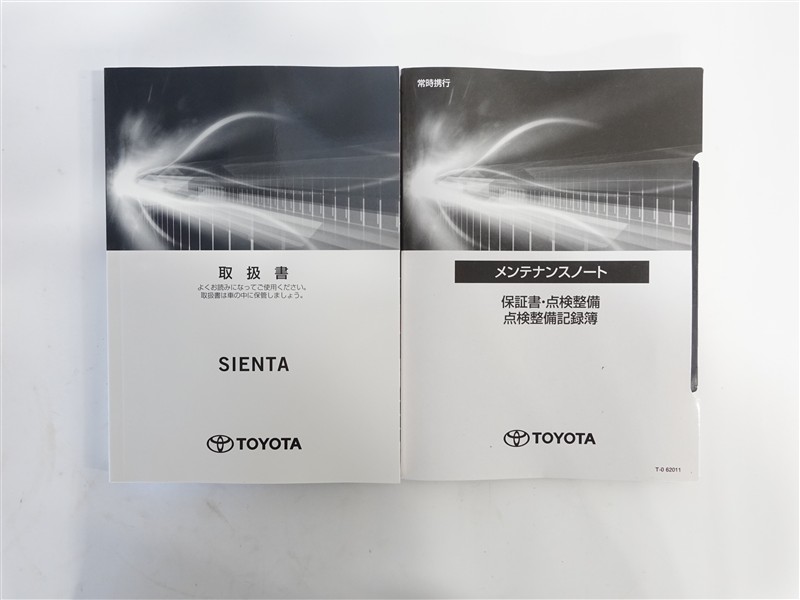 取扱書
よくお読みになってご使用ください。
取扱書は車の中に保管しましょう。
SIENTA
TOYOTA
常時携行
メンテナンスノート
保証書・点検整備
点検整備記録簿
TOYOTA
T-0 62011